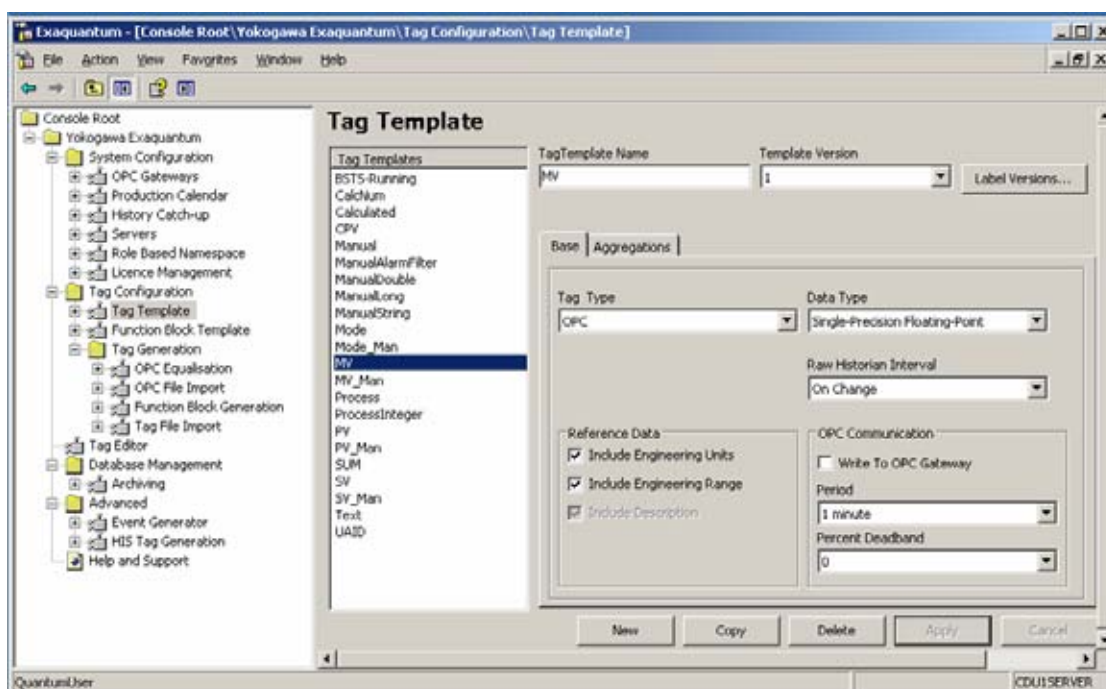 Exaquantum - [Console Root\Yokogawa Exaquantum\Tag Configuration\Tag Template]
File Action View Favorites Window Help
Console Root
Yokogawa Exaquantum
System Configuration
OPC Gateways
Production Calendar
History Catch-up
Servers
Role Based Namespace
Licence Management
Tag Configuration
Tag Template
Function Block Template
Tag Generation
OPC Equalisation
OPC File Import
Function Block Generation
Tag File Import
Tag Editor
Database Management
Archiving
Advanced
Event Generator
HIS Tag Generation
Help and Support
Tag Template
Tag Templates
BSTS-Running
CalcNum
Calculated
CPV
Manual
ManualAlarmFilter
ManualDouble
ManualLong
ManualString
Mode
Mode_Man
MV
MV_Man
Process
ProcessInteger
PV
PV_Man
SUM
SV
SV_Man
Text
UAID
TagTemplate Name
MV
Template Version
1
Label Versions...
Base Aggregations
Tag Type
OPC
Data Type
Single-Precision Floating-Point
Raw Historian Interval
On Change
Reference Data
Include Engineering Units
Include Engineering Range
Include Description
OPC Communication
Write To OPC Gateway
Period
1 minute
Percent Deadband
0
New Copy Delete Apply Cancel
QuantumUser CDU1SERVER